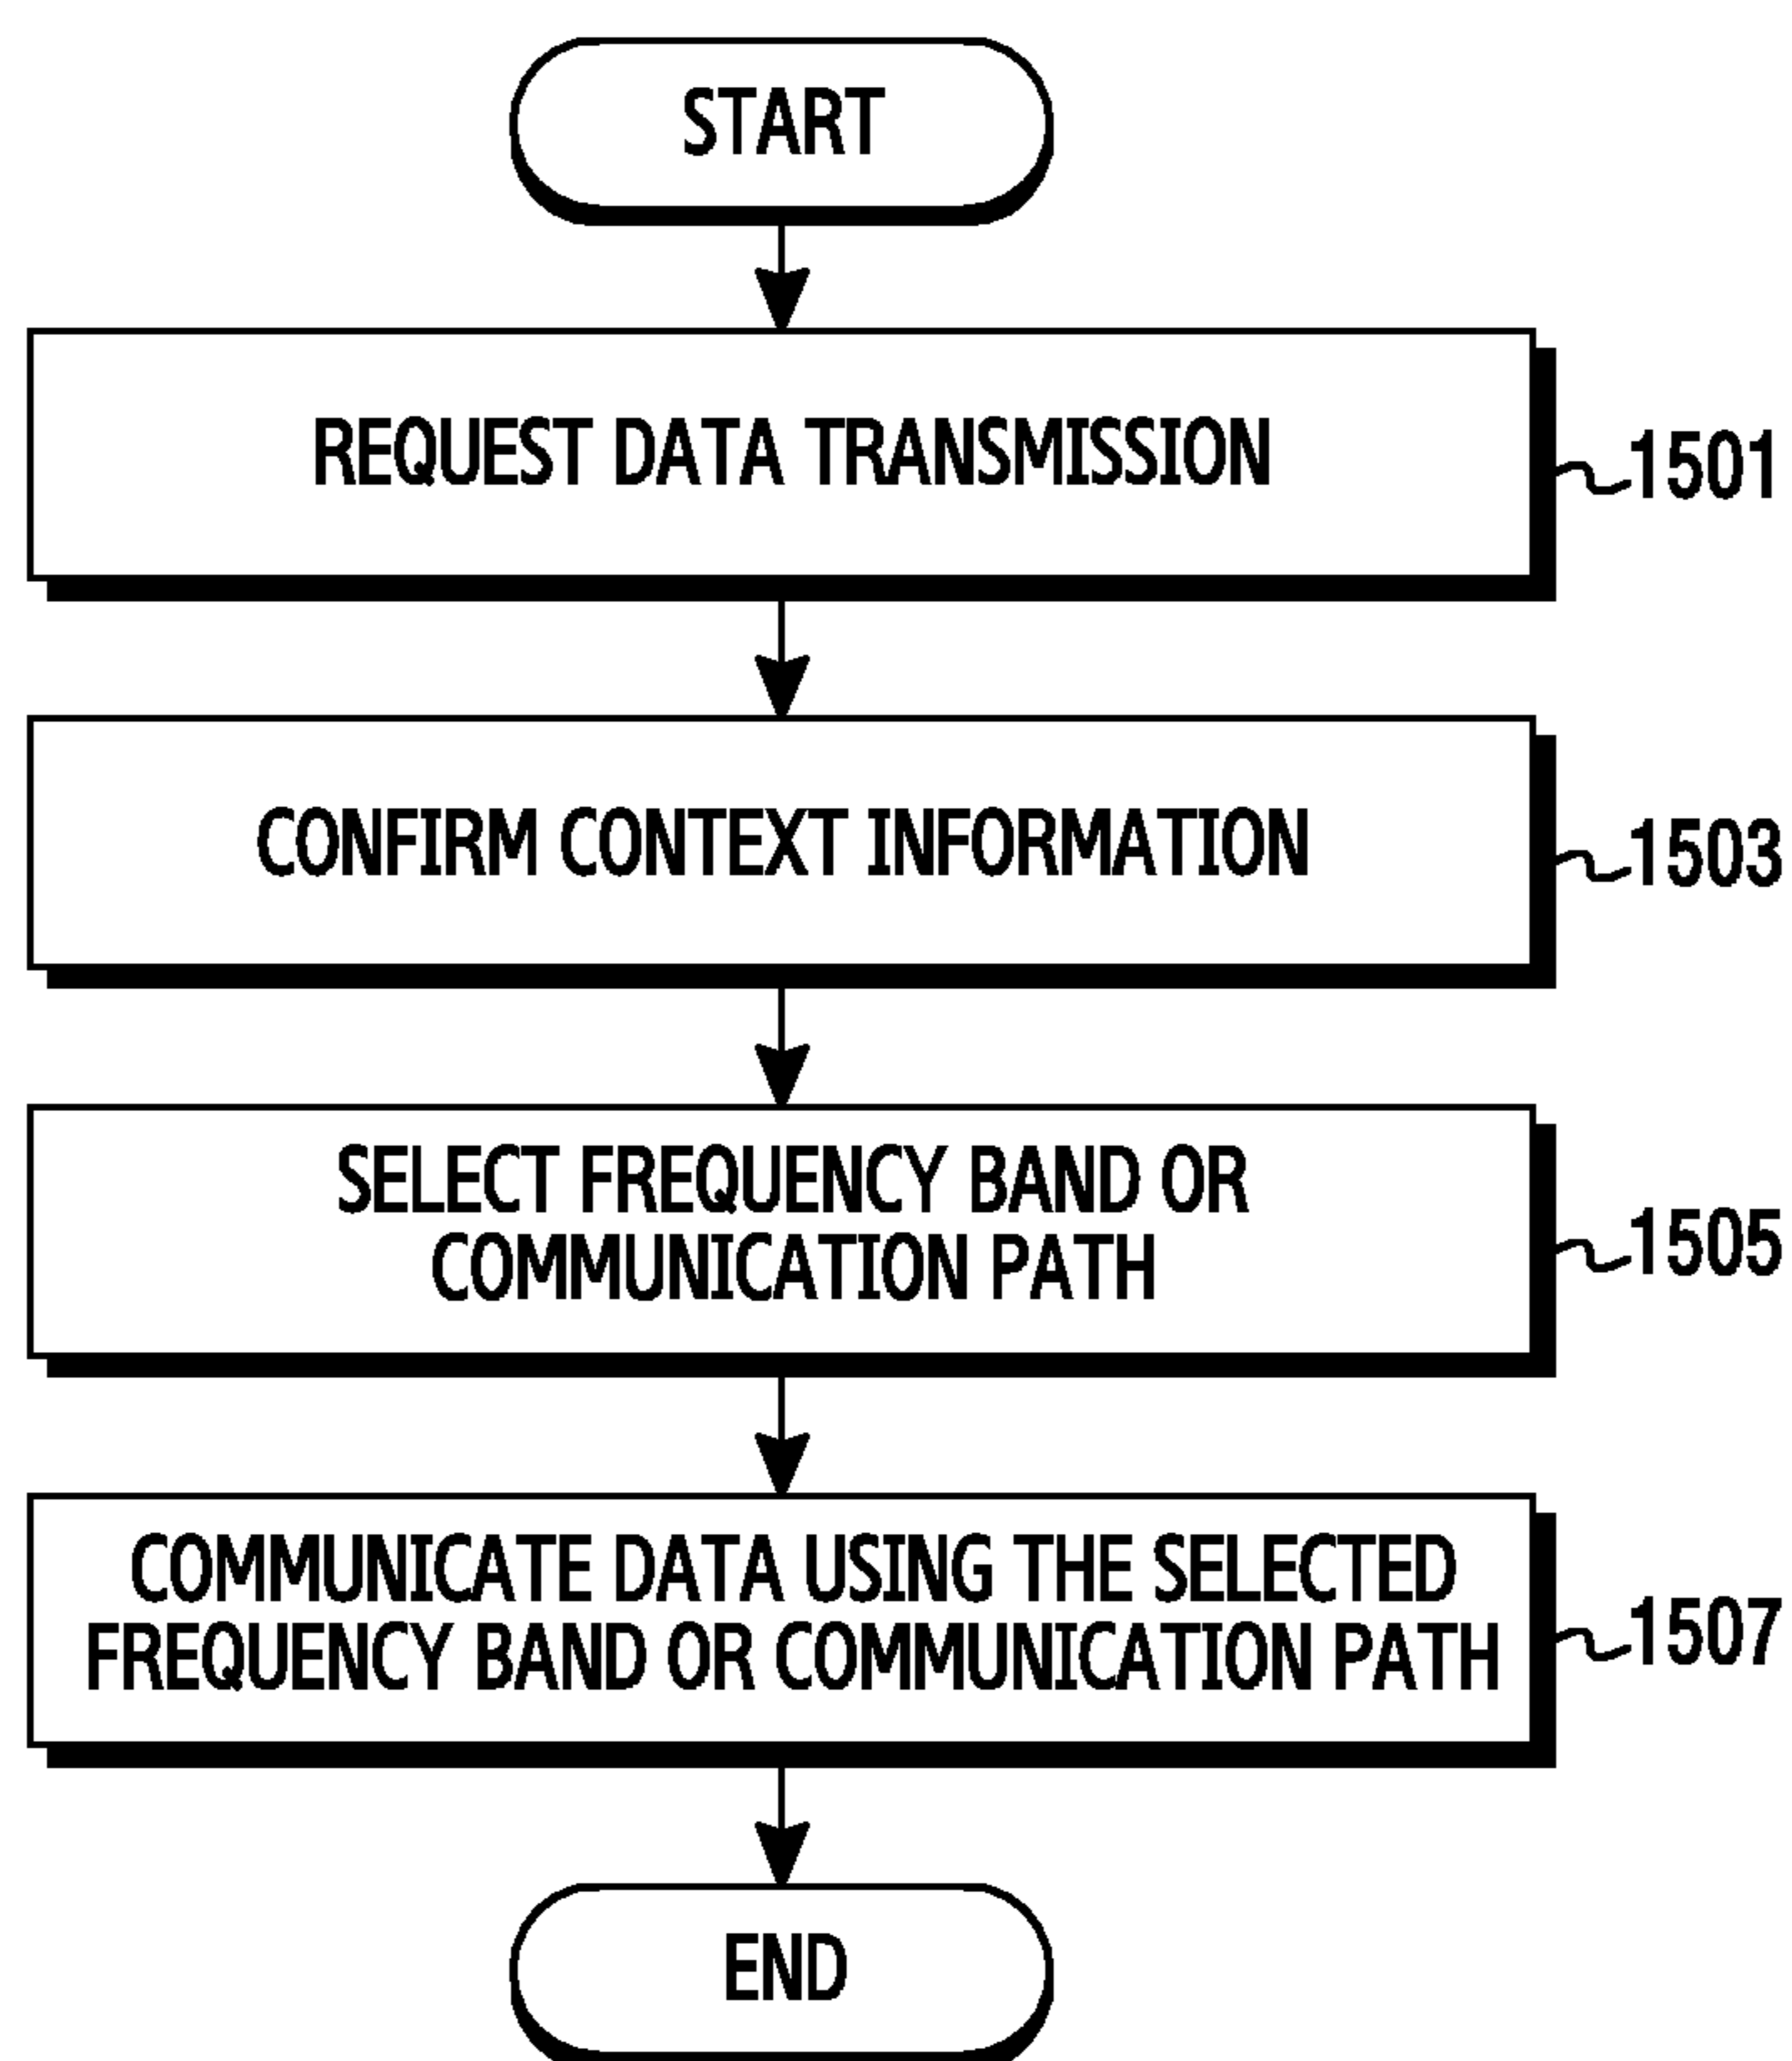 START
REQUEST DATA TRANSMISSION
1501
CONFIRM CONTEXT INFORMATION
1503
SELECT FREQUENCY BAND OR
COMMUNICATION PATH
1505
COMMUNICATE DATA USING THE SELECTED
FREQUENCY BAND OR COMMUNICATION PATH
1507
END